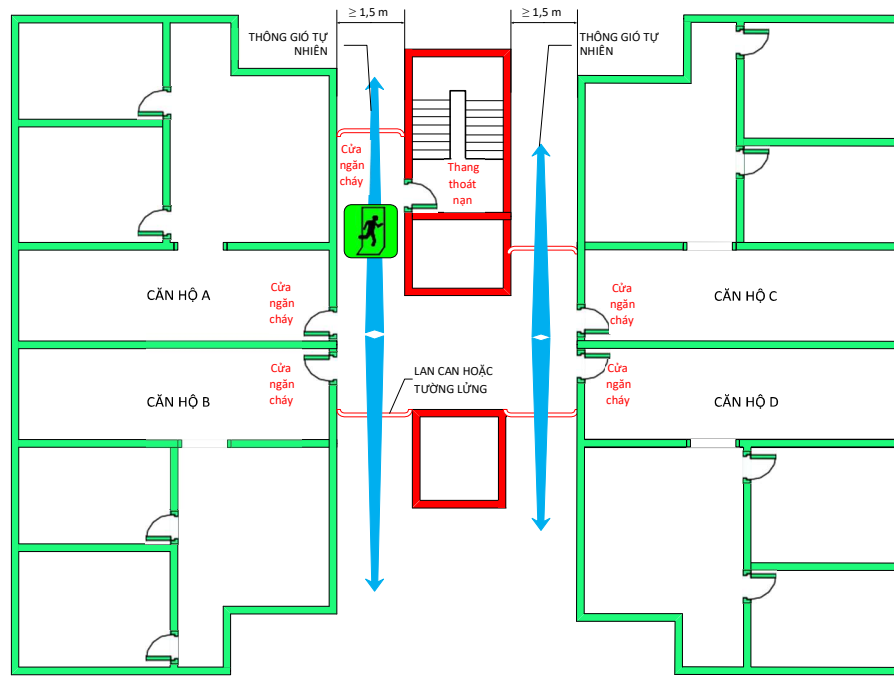 ≥ 1,5 m
≥ 1,5 m
THÔNG GIÓ TỰ
NHIÊN
THÔNG GIÓ TỰ
NHIÊN
Cửa
ngăn
cháy
Thang
thoát
nạn
CĂN HỘ A
Cửa
ngăn
cháy
Cửa
ngăn
cháy
CĂN HỘ C
CĂN HỘ B
Cửa
ngăn
cháy
LAN CAN HOẶC
TƯỜNG LỬNG
Cửa
ngăn
cháy
CĂN HỘ D